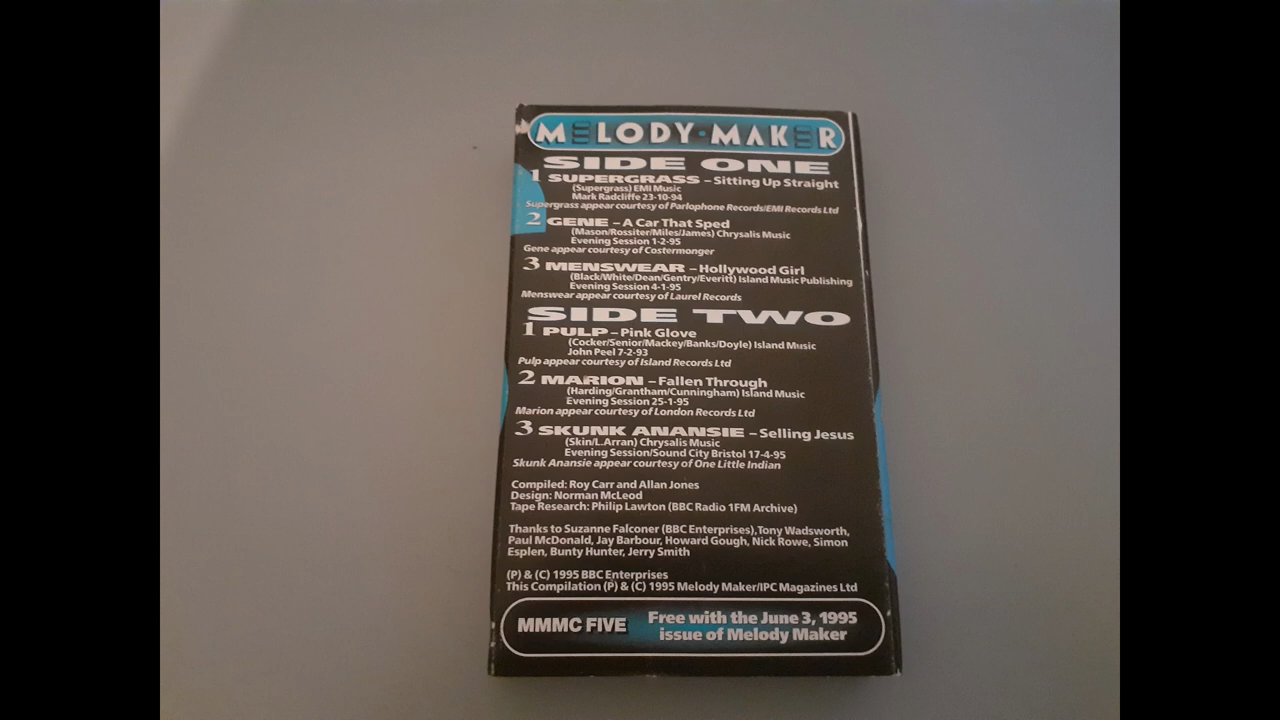 MELODY·MAKER
SIDE ONE
1 SUPERGRASS – Sitting Up Straight
(Supergrass) EMI Music
Mark Radcliffe 23-10-94
Supergrass appear courtesy of Parlophone Records/EMI Records Ltd
2 GENE – A Car That Sped
(Mason/Rossiter/Miles/James) Chrysalis Music
Evening Session 1-2-95
Gene appear courtesy of Costermonger
3 MENSWEAR – Hollywood Girl
(Black/White/Dean/Gentry/Everitt) Island Music Publishing
Evening Session 4-1-95
Menswear appear courtesy of Laurel Records
SIDE TWO
1 PULP – Pink Glove
(Cocker/Senior/Mackey/Banks/Doyle) Island Music
John Peel 7-2-93
Pulp appear courtesy of Island Records Ltd
2 MARION – Fallen Through
(Harding/Grantham/Cunningham) Island Music
Evening Session 25-1-95
Marion appear courtesy of London Records Ltd
3 SKUNK ANANSIE – Selling Jesus
(Skin/L.Arran) Chrysalis Music
Evening Session/Sound City Bristol 17-4-95
Skunk Anansie appear courtesy of One Little Indian
Compiled: Roy Carr and Allan Jones
Design: Norman McLeod
Tape Research: Philip Lawton (BBC Radio 1FM Archive)
Thanks to Suzanne Falconer (BBC Enterprises), Tony Wadsworth,
Paul McDonald, Jay Barbour, Howard Gough, Nick Rowe, Simon
Esplen, Bunty Hunter, Jerry Smith
(P) & (C) 1995 BBC Enterprises
This Compilation (P) & (C) 1995 Melody Maker/IPC Magazines Ltd
MMMC FIVE
Free with the June 3, 1995
issue of Melody Maker